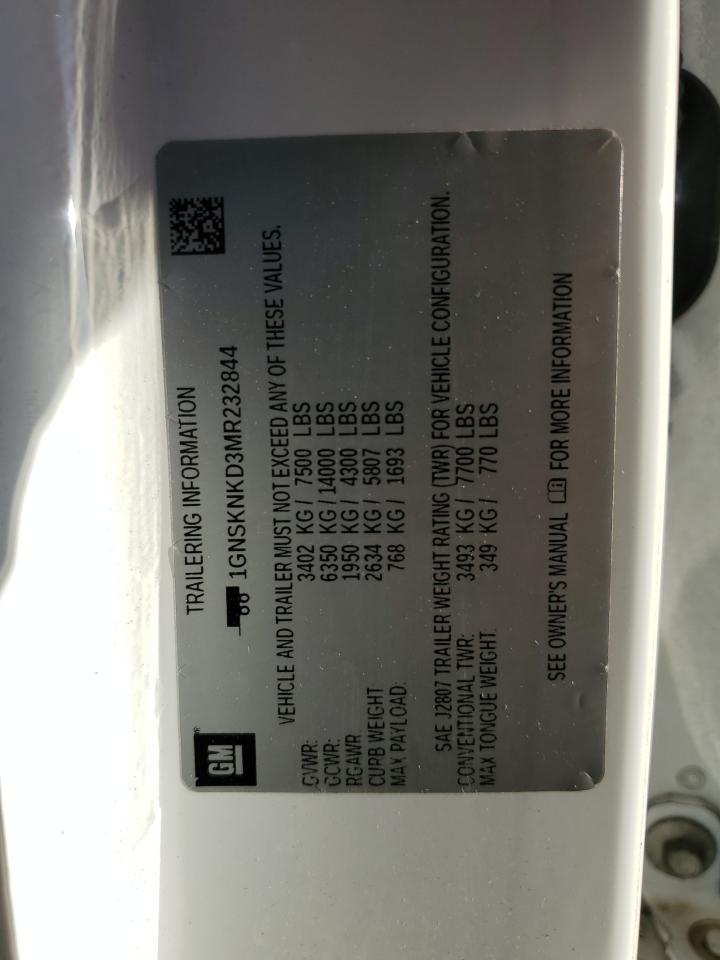 GM
TRAILERING INFORMATION
1GNSKNKD3MR232844
VEHICLE AND TRAILER MUST NOT EXCEED ANY OF THESE VALUES.
GVWR: 3402 KG / 7500 LBS
GCWR: 6350 KG / 14000 LBS
RGAWR 1950 KG / 4300 LBS
CURB WEIGHT: 2634 KG / 5807 LBS
MAX PAYLOAD: 768 KG / 1693 LBS
SAE J2807 TRAILER WEIGHT RATING (TWR) FOR VEHICLE CONFIGURATION.
CONVENTIONAL TWR: 3493 KG / 7700 LBS
MAX TONGUE WEIGHT: 349 KG / 770 LBS
SEE OWNER'S MANUAL FOR MORE INFORMATION